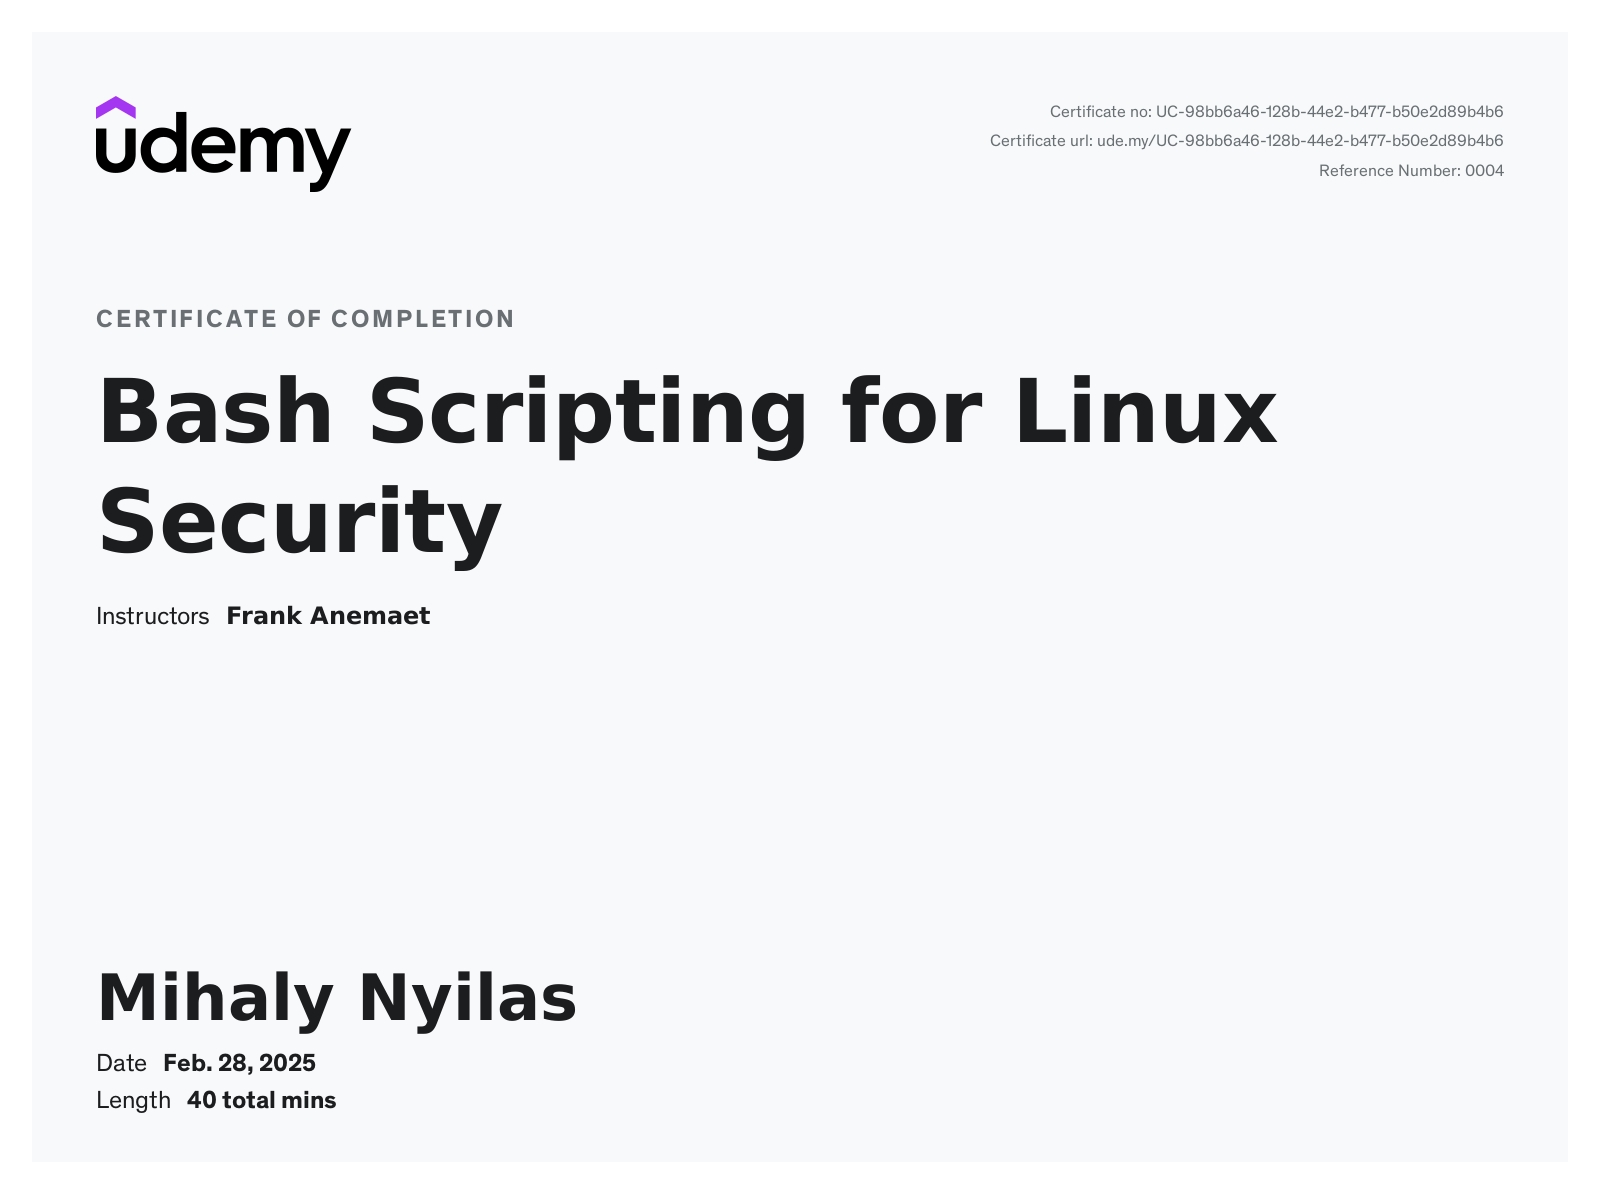 udemy
Certificate no: UC-98bb6a46-128b-44e2-b477-b50e2d89b4b6
Certificate url: ude.my/UC-98bb6a46-128b-44e2-b477-b50e2d89b4b6
Reference Number: 0004
CERTIFICATE OF COMPLETION
Bash Scripting for Linux
Security
Instructors Frank Anemaet
Mihaly Nyilas
Date Feb. 28, 2025
Length 40 total mins